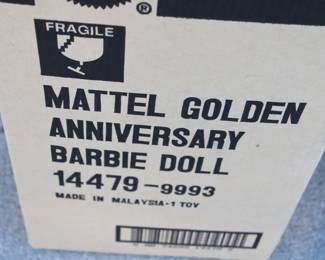 ®
FRAGILE
MATTEL GOLDEN
ANNIVERSARY
BARBIE DOLL
14479-9993
MADE IN MALAYSIA-1 TOY